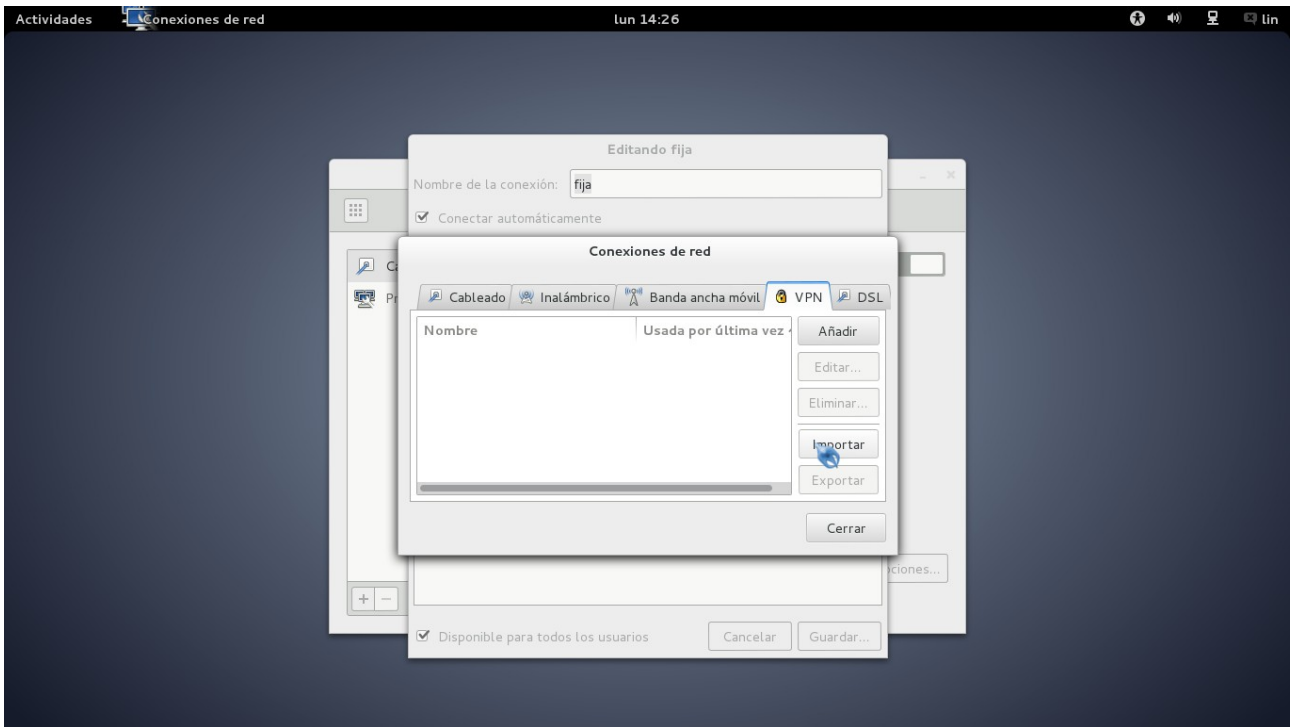 Actividades Conexiones de red lun 14:26 lin
Editando fija
Nombre de la conexión: fija
Conectar automáticamente
Conexiones de red
Cableado Inalámbrico Banda ancha móvil VPN DSL
Nombre Usada por última vez Añadir
Editar...
Eliminar...
Importar
Exportar
Cerrar
+ −
Disponible para todos los usuarios Cancelar Guardar...